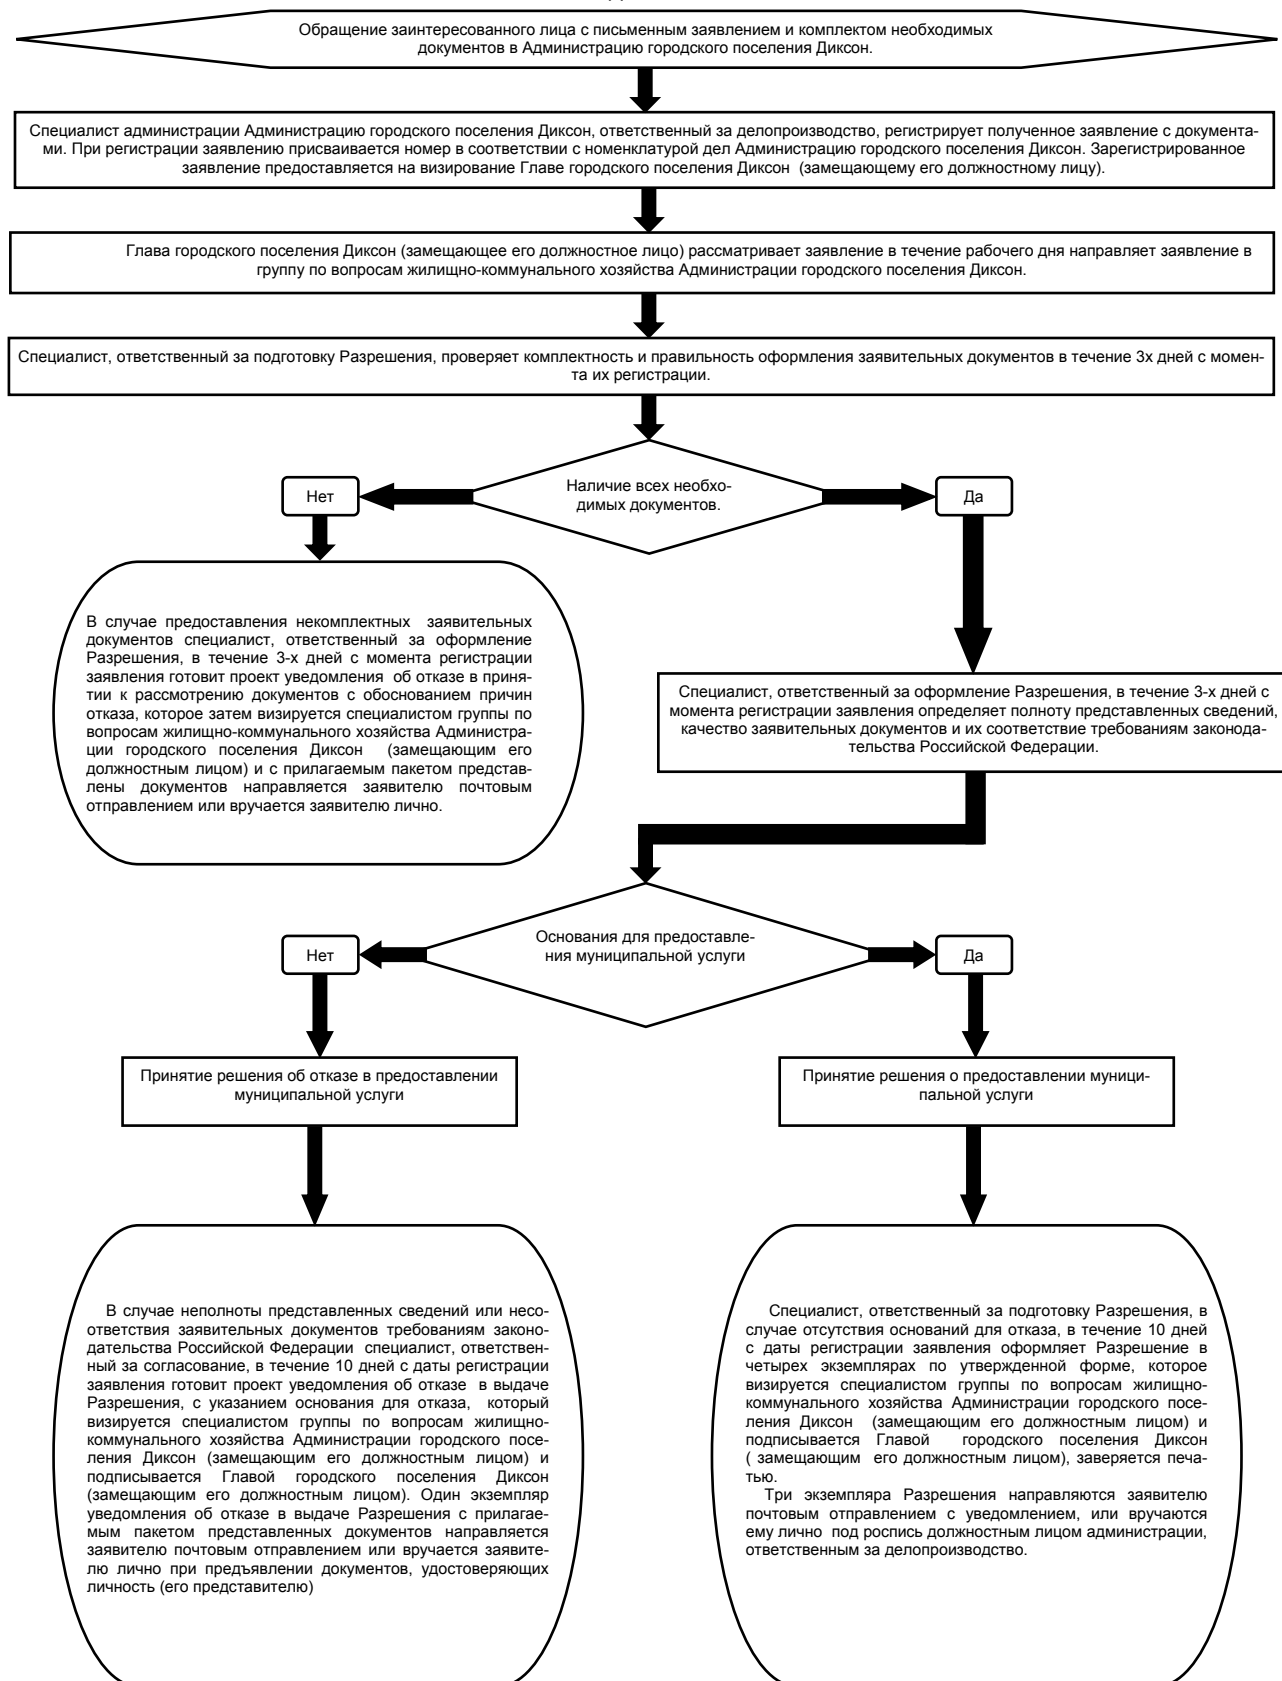 Обращение заинтересованного лица с письменным заявлением и комплектом необходимых
документов в Администрацию городского поселения Диксон.
Специалист администрации Администрацию городского поселения Диксон, ответственный за делопроизводство, регистрирует полученное заявление с документа-
ми. При регистрации заявлению присваивается номер в соответствии с номенклатурой дел Администрацию городского поселения Диксон. Зарегистрированное
заявление предоставляется на визирование Главе городского поселения Диксон (замещающему его должностному лицу).
Глава городского поселения Диксон (замещающее его должностное лицо) рассматривает заявление в течение рабочего дня направляет заявление в
группу по вопросам жилищно-коммунального хозяйства Администрации городского поселения Диксон.
Специалист, ответственный за подготовку Разрешения, проверяет комплектность и правильность оформления заявительных документов в течение 3х дней с момен-
та их регистрации.
Наличие всех необхо-
димых документов.
Нет
Да
В случае предоставления некомплектных заявительных
документов специалист, ответственный за оформление
Разрешения, в течение 3-х дней с момента регистрации
заявления готовит проект уведомления об отказе в приня-
тии к рассмотрению документов с обоснованием причин
отказа, которое затем визируется специалистом группы по
вопросам жилищно-коммунального хозяйства Администра-
ции городского поселения Диксон (замещающим его
должностным лицом) и с прилагаемым пакетом представ-
лены документов направляется заявителю почтовым
отправлением или вручается заявителю лично.
Специалист, ответственный за оформление Разрешения, в течение 3-х дней с
момента регистрации заявления определяет полноту представленных сведений,
качество заявительных документов и их соответствие требованиям законода-
тельства Российской Федерации.
Основания для предоставле-
ния муниципальной услуги
Нет
Да
Принятие решения об отказе в предоставлении
муниципальной услуги
Принятие решения о предоставлении муници-
пальной услуги
В случае неполноты представленных сведений или несо-
ответствия заявительных документов требованиям законо-
дательства Российской Федерации специалист, ответствен-
ный за согласование, в течение 10 дней с даты регистрации
заявления готовит проект уведомления об отказе в выдаче
Разрешения, с указанием основания для отказа, который
визируется специалистом группы по вопросам жилищно-
коммунального хозяйства Администрации городского посе-
ления Диксон (замещающим его должностным лицом) и
подписывается Главой городского поселения Диксон
(замещающим его должностным лицом). Один экземпляр
уведомления об отказе в выдаче Разрешения с прилагае-
мым пакетом представленных документов направляется
заявителю почтовым отправлением или вручается заявите-
лю лично при предъявлении документов, удостоверяющих
личность (его представителю)
Специалист, ответственный за подготовку Разрешения, в
случае отсутствия оснований для отказа, в течение 10 дней
с даты регистрации заявления оформляет Разрешение в
четырех экземплярах по утвержденной форме, которое
визируется специалистом группы по вопросам жилищно-
коммунального хозяйства Администрации городского посе-
ления Диксон (замещающим его должностным лицом) и
подписывается Главой городского поселения Диксон
( замещающим его должностным лицом), заверяется печа-
тью.
Три экземпляра Разрешения направляются заявителю
почтовым отправлением с уведомлением, или вручаются
ему лично под роспись должностным лицом администрации,
ответственным за делопроизводство.